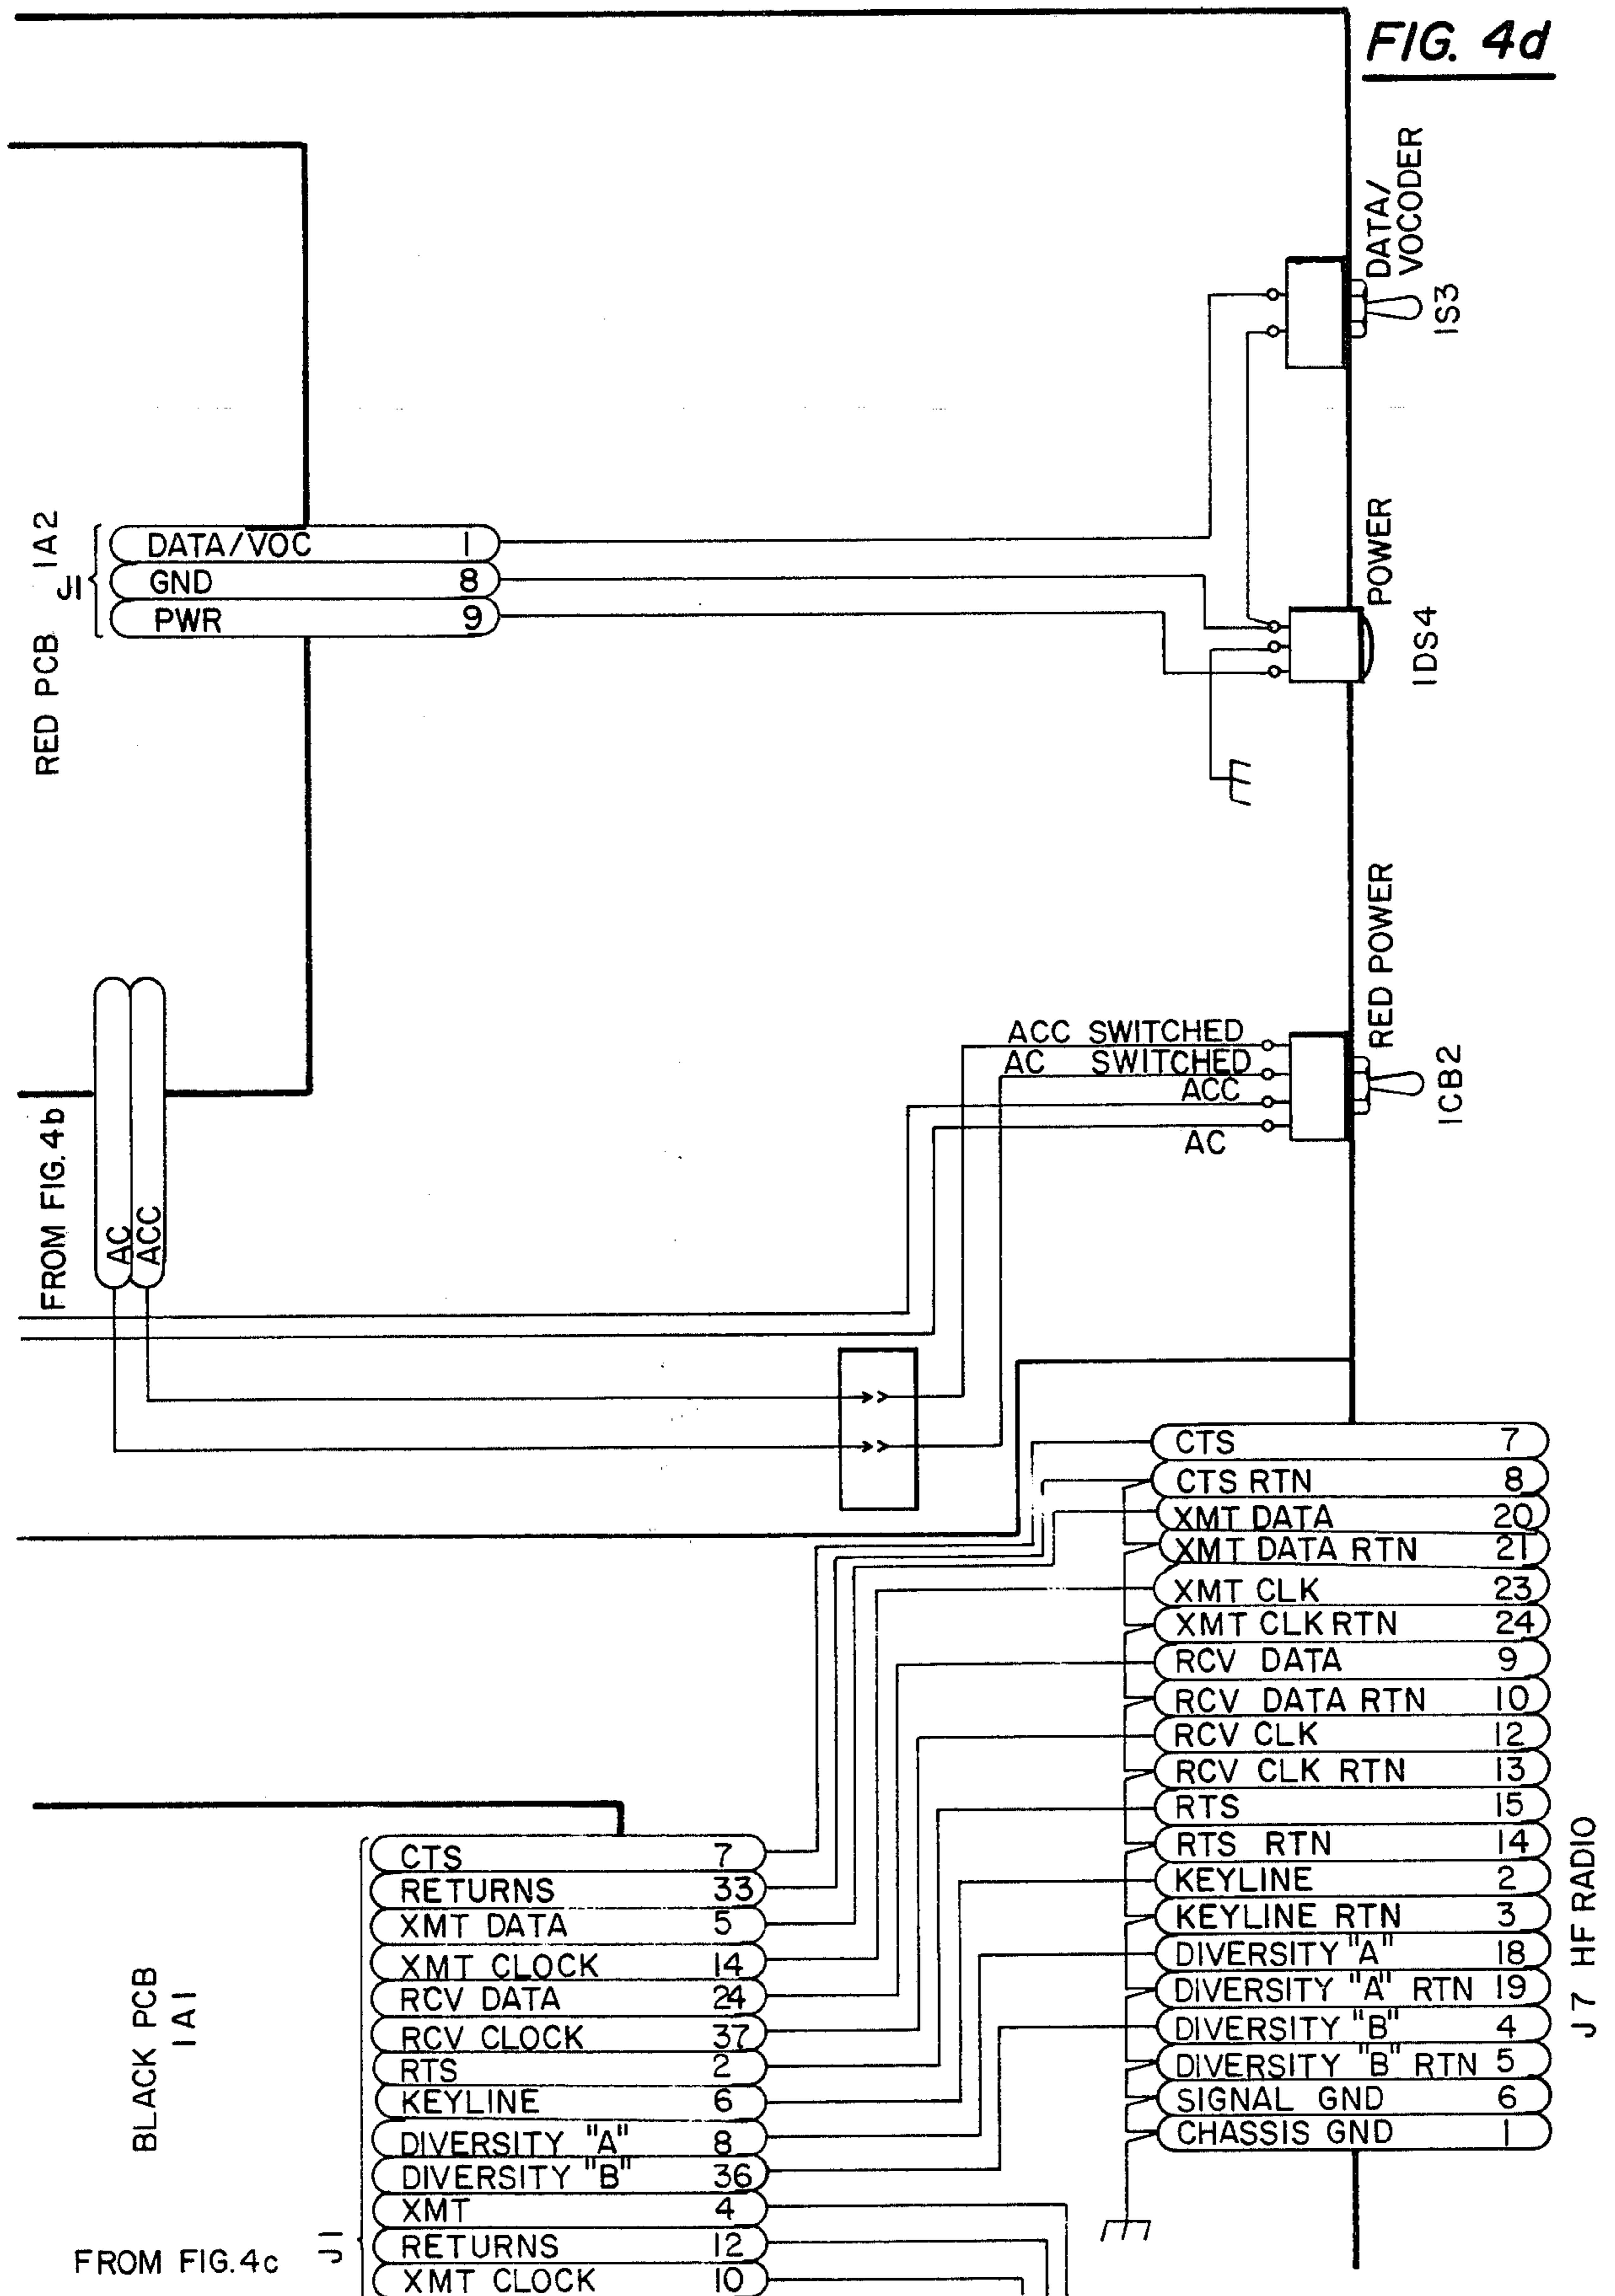 FIG. 4d
DATA/
VOCODER
1S3
RED PCB 1A2
J1
DATA/VOC 1
GND 8
PWR 9
POWER
1DS4
RED POWER
1CB2
ACC SWITCHED
AC SWITCHED
ACC
AC
FROM FIG. 4b
AC
ACC
CTS 7
CTS RTN 8
XMT DATA 20
XMT DATA RTN 21
XMT CLK 23
XMT CLK RTN 24
RCV DATA 9
RCV DATA RTN 10
RCV CLK 12
RCV CLK RTN 13
RTS 15
RTS RTN 14
KEYLINE 2
KEYLINE RTN 3
DIVERSITY "A" 18
DIVERSITY "A" RTN 19
DIVERSITY "B" 4
DIVERSITY "B" RTN 5
SIGNAL GND 6
CHASSIS GND 1
J7 HF RADIO
BLACK PCB
1A1
J1
CTS 7
RETURNS 33
XMT DATA 5
XMT CLOCK 14
RCV DATA 24
RCV CLOCK 37
RTS 2
KEYLINE 6
DIVERSITY "A" 8
DIVERSITY "B" 36
XMT 4
RETURNS 12
XMT CLOCK 10
FROM FIG. 4c